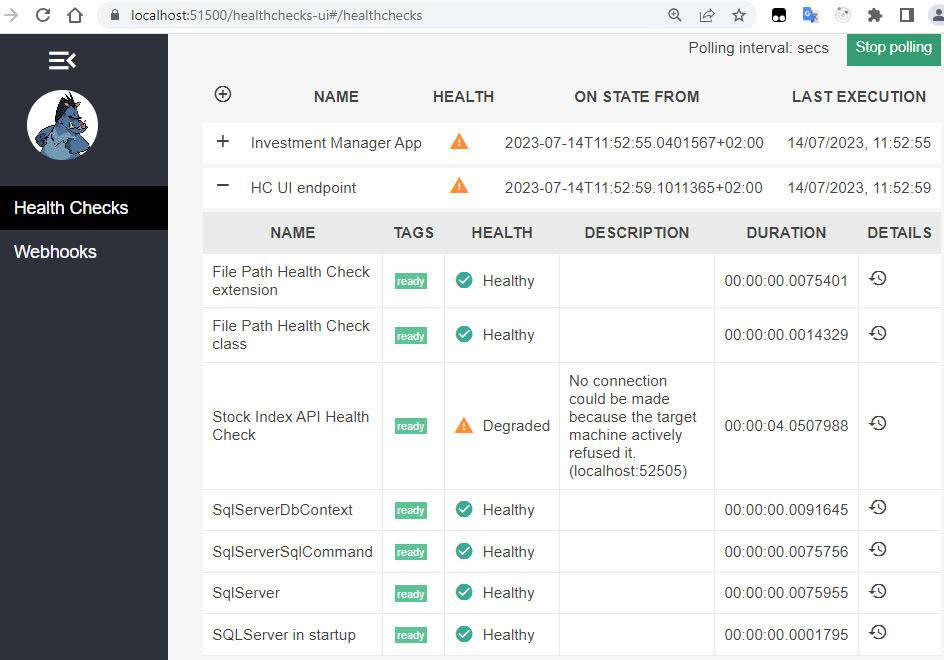 localhost:51500/healthchecks-ui#/healthchecks
Polling interval: secs
Stop polling
NAME HEALTH ON STATE FROM LAST EXECUTION
Investment Manager App 2023-07-14T11:52:55.0401567+02:00 14/07/2023, 11:52:55
HC UI endpoint 2023-07-14T11:52:59.1011365+02:00 14/07/2023, 11:52:59
Health Checks
Webhooks
NAME TAGS HEALTH DESCRIPTION DURATION DETAILS
File Path Health Check
extension
ready Healthy 00:00:00.0075401
File Path Health Check
class
ready Healthy 00:00:00.0014329
Stock Index API Health
Check
ready Degraded
No connection
could be made
because the target
machine actively
refused it.
(localhost:52505)
00:00:04.0507988
SqlServerDbContext ready Healthy 00:00:00.0091645
SqlServerSqlCommand ready Healthy 00:00:00.0075756
SqlServer ready Healthy 00:00:00.0075955
SQLServer in startup ready Healthy 00:00:00.0001795